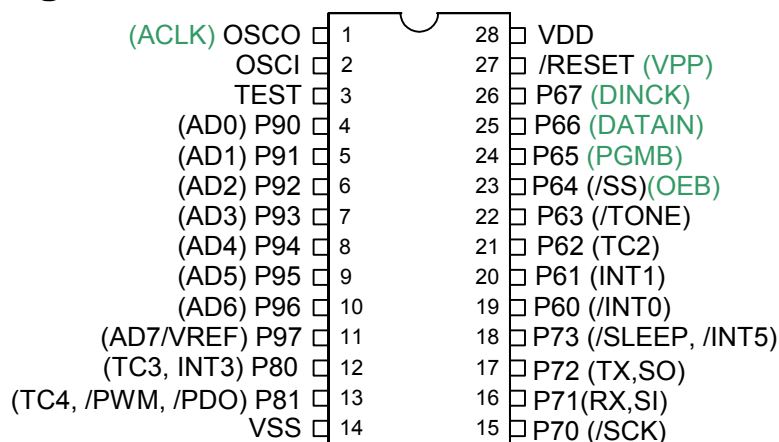 (ACLK) OSCO 1 28 VDD
OSCI 2 27 /RESET (VPP)
TEST 3 26 P67 (DINCK)
(AD0) P90 4 25 P66 (DATAIN)
(AD1) P91 5 24 P65 (PGMB)
(AD2) P92 6 23 P64 (/SS)(OEB)
(AD3) P93 7 22 P63 (/TONE)
(AD4) P94 8 21 P62 (TC2)
(AD5) P95 9 20 P61 (INT1)
(AD6) P96 10 19 P60 (/INT0)
(AD7/VREF) P97 11 18 P73 (/SLEEP, /INT5)
(TC3, INT3) P80 12 17 P72 (TX,SO)
(TC4, /PWM, /PDO) P81 13 16 P71(RX,SI)
VSS 14 15 P70 (/SCK)